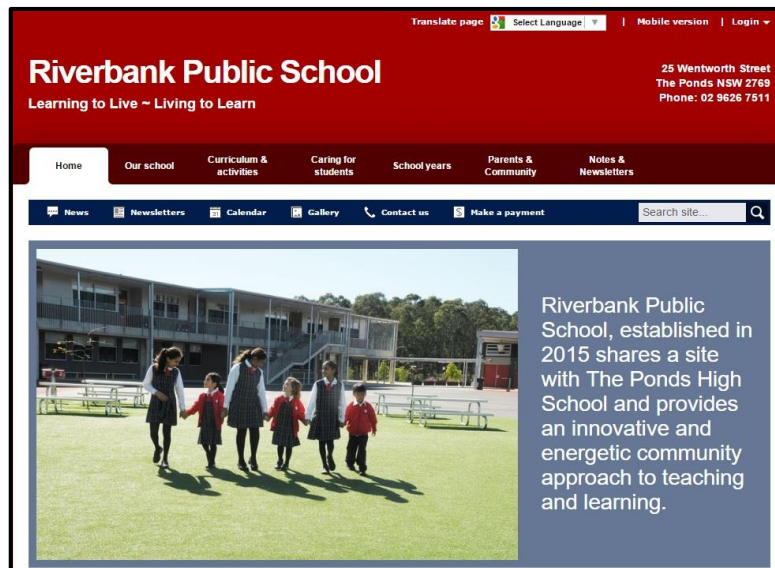 Translate page Select Language ▼ | Mobile version | Login
Riverbank Public School
Learning to Live ~ Living to Learn
25 Wentworth Street
The Ponds NSW 2769
Phone: 02 9626 7511
Home
Our school
Curriculum &
activities
Caring for
students
School years
Parents &
Community
Notes &
Newsletters
News Newsletters Calendar Gallery Contact us Make a payment Search site...
Riverbank Public
School, established in
2015 shares a site
with The Ponds High
School and provides
an innovative and
energetic community
approach to teaching
and learning.